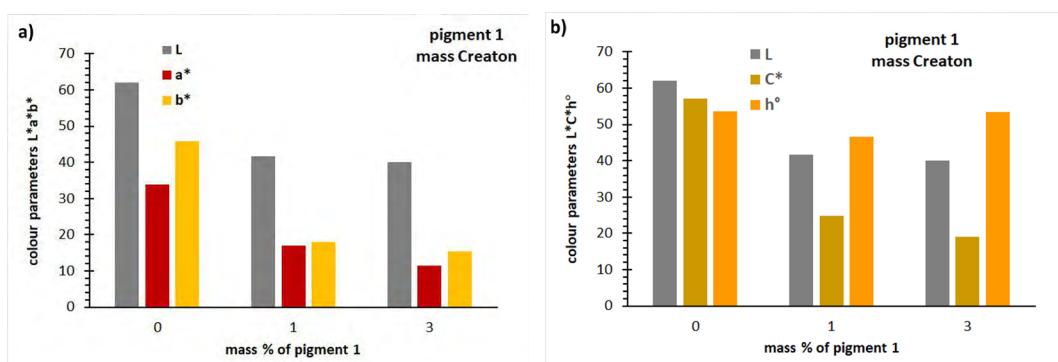 a)
pigment 1
mass Creaton
L
a*
b*
70
60
50
40
30
20
10
0
colour parameters L*a*b*
0 1 3
mass % of pigment 1
b)
pigment 1
mass Creaton
L
C*
h°
70
60
50
40
30
20
10
0
colour parameters L*C*h°
0 1 3
mass % of pigment 1